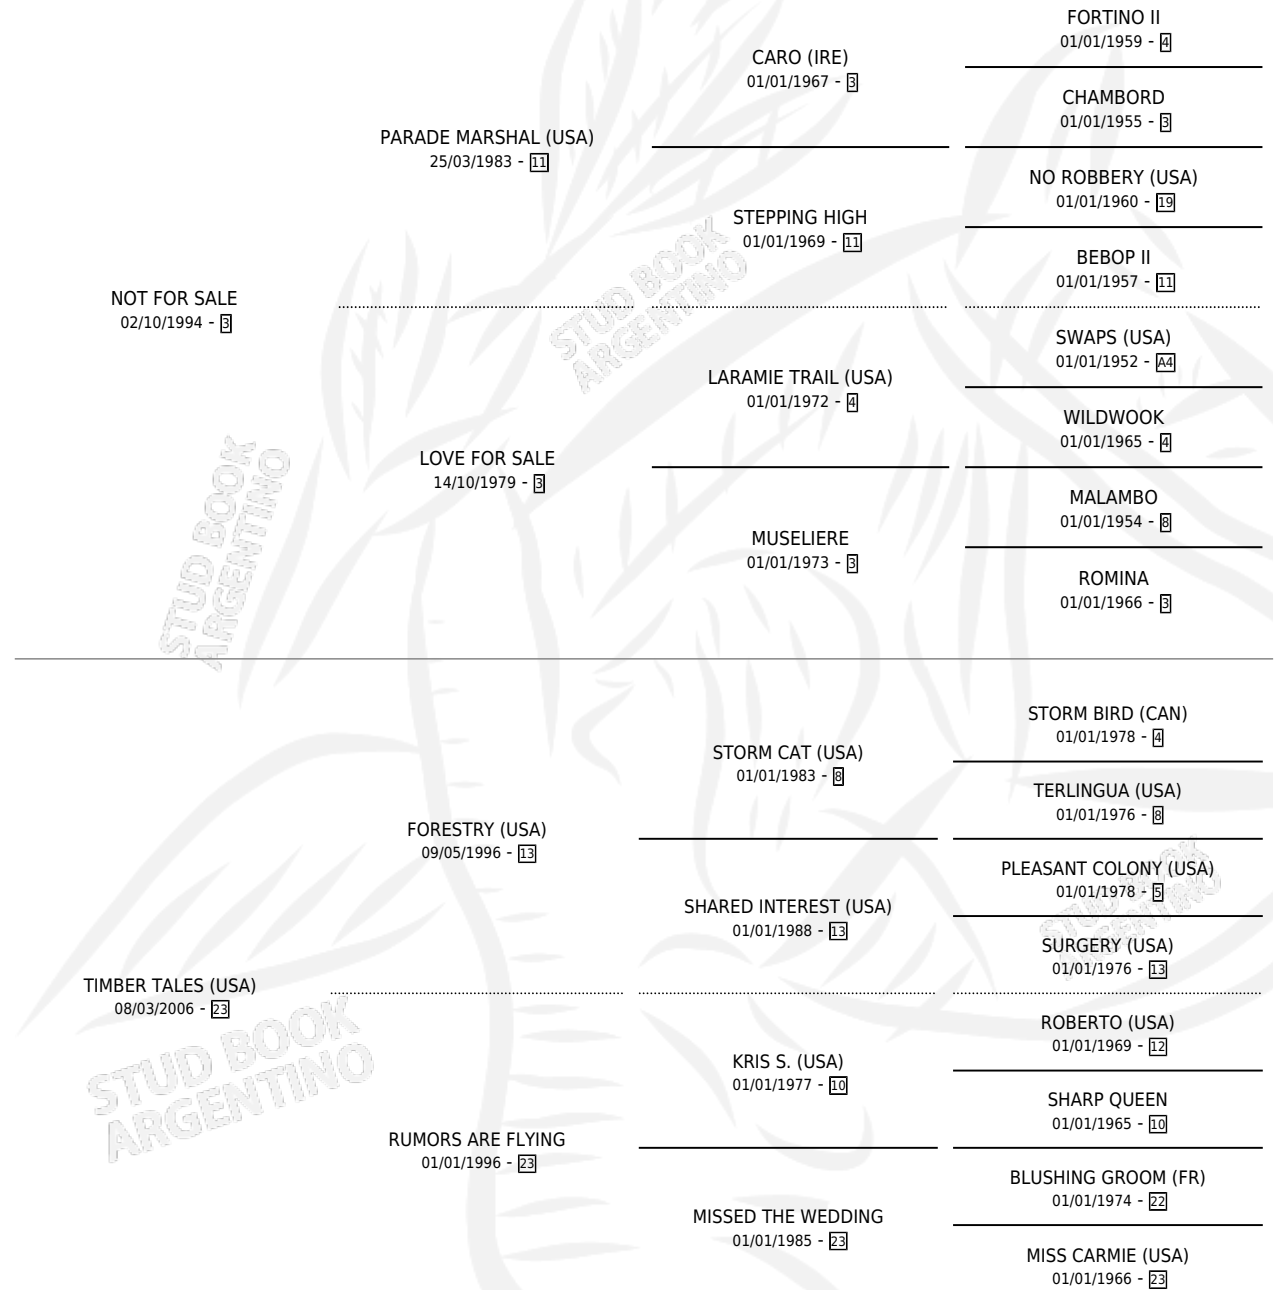 FORTINO II
01/01/1959 - 4
CARO (IRE)
01/01/1967 - 3
CHAMBORD
01/01/1955 - 3
PARADE MARSHAL (USA)
25/03/1983 - 11
NO ROBBERY (USA)
01/01/1960 - 19
STEPPING HIGH
01/01/1969 - 11
BEBOP II
01/01/1957 - 11
NOT FOR SALE
02/10/1994 - 3
SWAPS (USA)
01/01/1952 - A4
LARAMIE TRAIL (USA)
01/01/1972 - 4
WILDWOOK
01/01/1965 - 4
LOVE FOR SALE
14/10/1979 - 3
MALAMBO
01/01/1954 - 8
MUSELIERE
01/01/1973 - 3
ROMINA
01/01/1966 - 3
STUD BOOK
ARGENTINO
STUD BOOK
ARGENTINO
STORM BIRD (CAN)
01/01/1978 - 4
STORM CAT (USA)
01/01/1983 - 8
TERLINGUA (USA)
01/01/1976 - 8
FORESTRY (USA)
09/05/1996 - 13
PLEASANT COLONY (USA)
01/01/1978 - 5
SHARED INTEREST (USA)
01/01/1988 - 13
SURGERY (USA)
01/01/1976 - 13
TIMBER TALES (USA)
08/03/2006 - 23
ROBERTO (USA)
01/01/1969 - 12
KRIS S. (USA)
01/01/1977 - 10
SHARP QUEEN
01/01/1965 - 10
RUMORS ARE FLYING
01/01/1996 - 23
BLUSHING GROOM (FR)
01/01/1974 - 22
MISSED THE WEDDING
01/01/1985 - 23
MISS CARMIE (USA)
01/01/1966 - 23
STUD BOOK
ARGENTINO
STUD BOOK
ARGENTINO